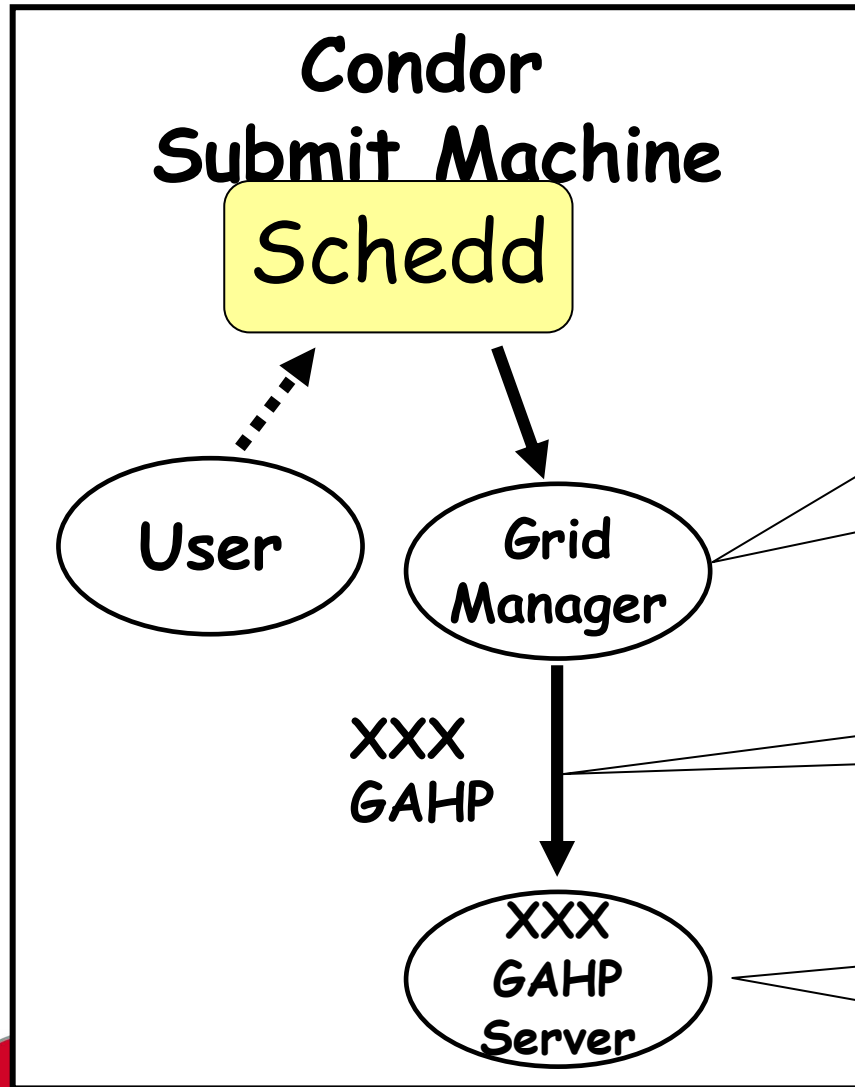 Condor
Submit Machine
Schedd
User
Grid
Manager
XXX
GAHP
XXX
GAHP
Server